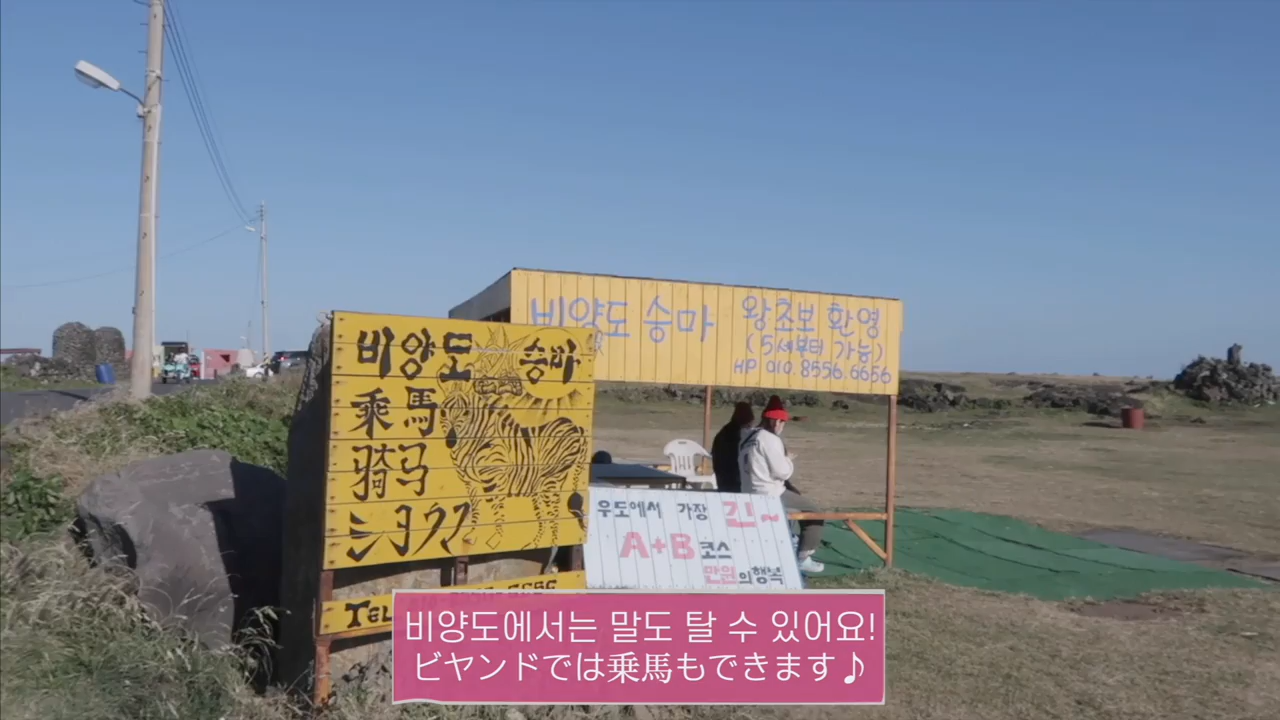 비양도 승마 왕초보 환영
(5세부터 가능)
HP 010.8556.6656
비양도 승마
乘馬
骑马
ショウマ
우도에서 가장 긴~
A+B 코스
만원의행복
TEL
비양도에서는 말도 탈 수 있어요!
ビヤンドでは乗馬もできます♪